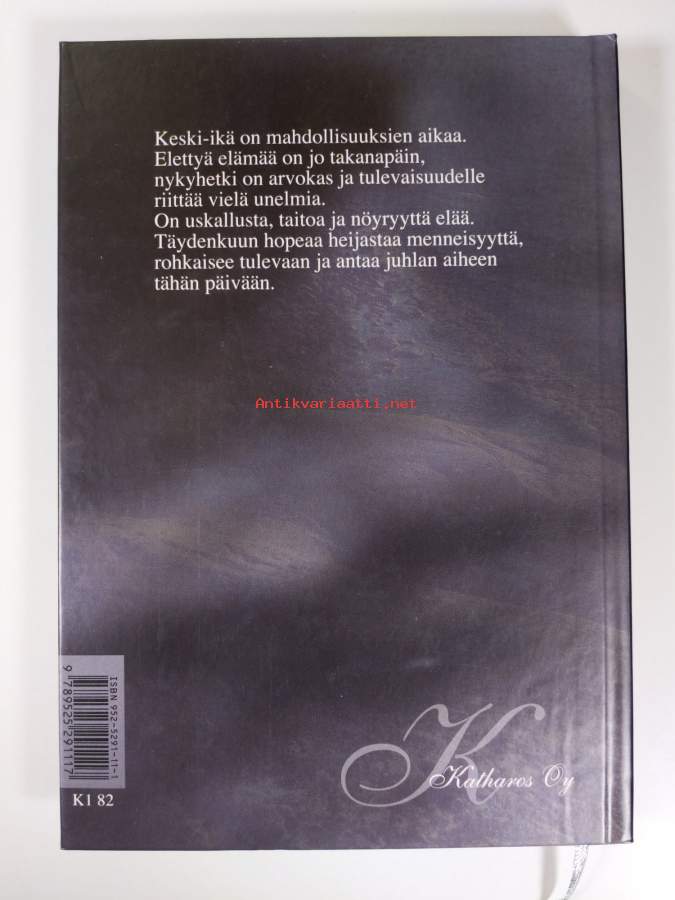 Keski-ikä on mahdollisuuksien aikaa.
Elettyä elämää on jo takanapäin,
nykyhetki on arvokas ja tulevaisuudelle
riittää vielä unelmia.
On uskallusta, taitoa ja nöyryyttä elää.
Täydenkuun hopeaa heijastaa menneisyyttä,
rohkaisee tulevaan ja antaa juhlan aiheen
tähän päivään.
Antikvariaatti.net
ISBN 952-5291-11-1
9 789525 291117
K1 82
K
Katharos Oy